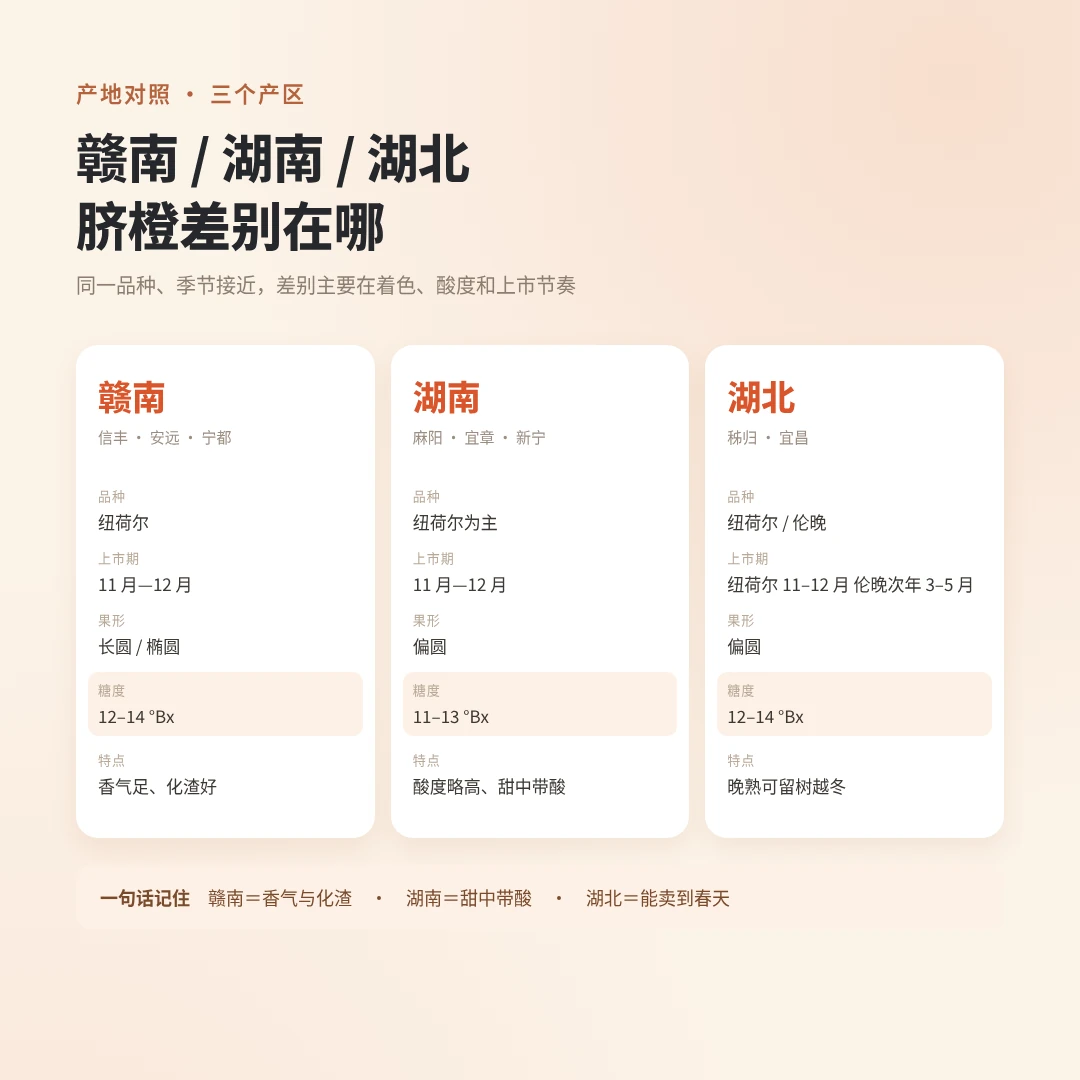 产地对照 · 三个产区
赣南 / 湖南 / 湖北
脐橙差别在哪
同一品种、季节接近，差别主要在着色、酸度和上市节奏
赣南
信丰 · 安远 · 宁都
品种
纽荷尔
上市期
11 月—12 月
果形
长圆 / 椭圆
糖度
12–14 °Bx
特点
香气足、化渣好
湖南
麻阳 · 宜章 · 新宁
品种
纽荷尔为主
上市期
11 月—12 月
果形
偏圆
糖度
11–13 °Bx
特点
酸度略高、甜中带酸
湖北
秭归 · 宜昌
品种
纽荷尔 / 伦晚
上市期
纽荷尔 11–12 月 伦晚次年 3–5 月
果形
偏圆
糖度
12–14 °Bx
特点
晚熟可留树越冬
一句话记住 赣南＝香气与化渣 · 湖南＝甜中带酸 · 湖北＝能卖到春天